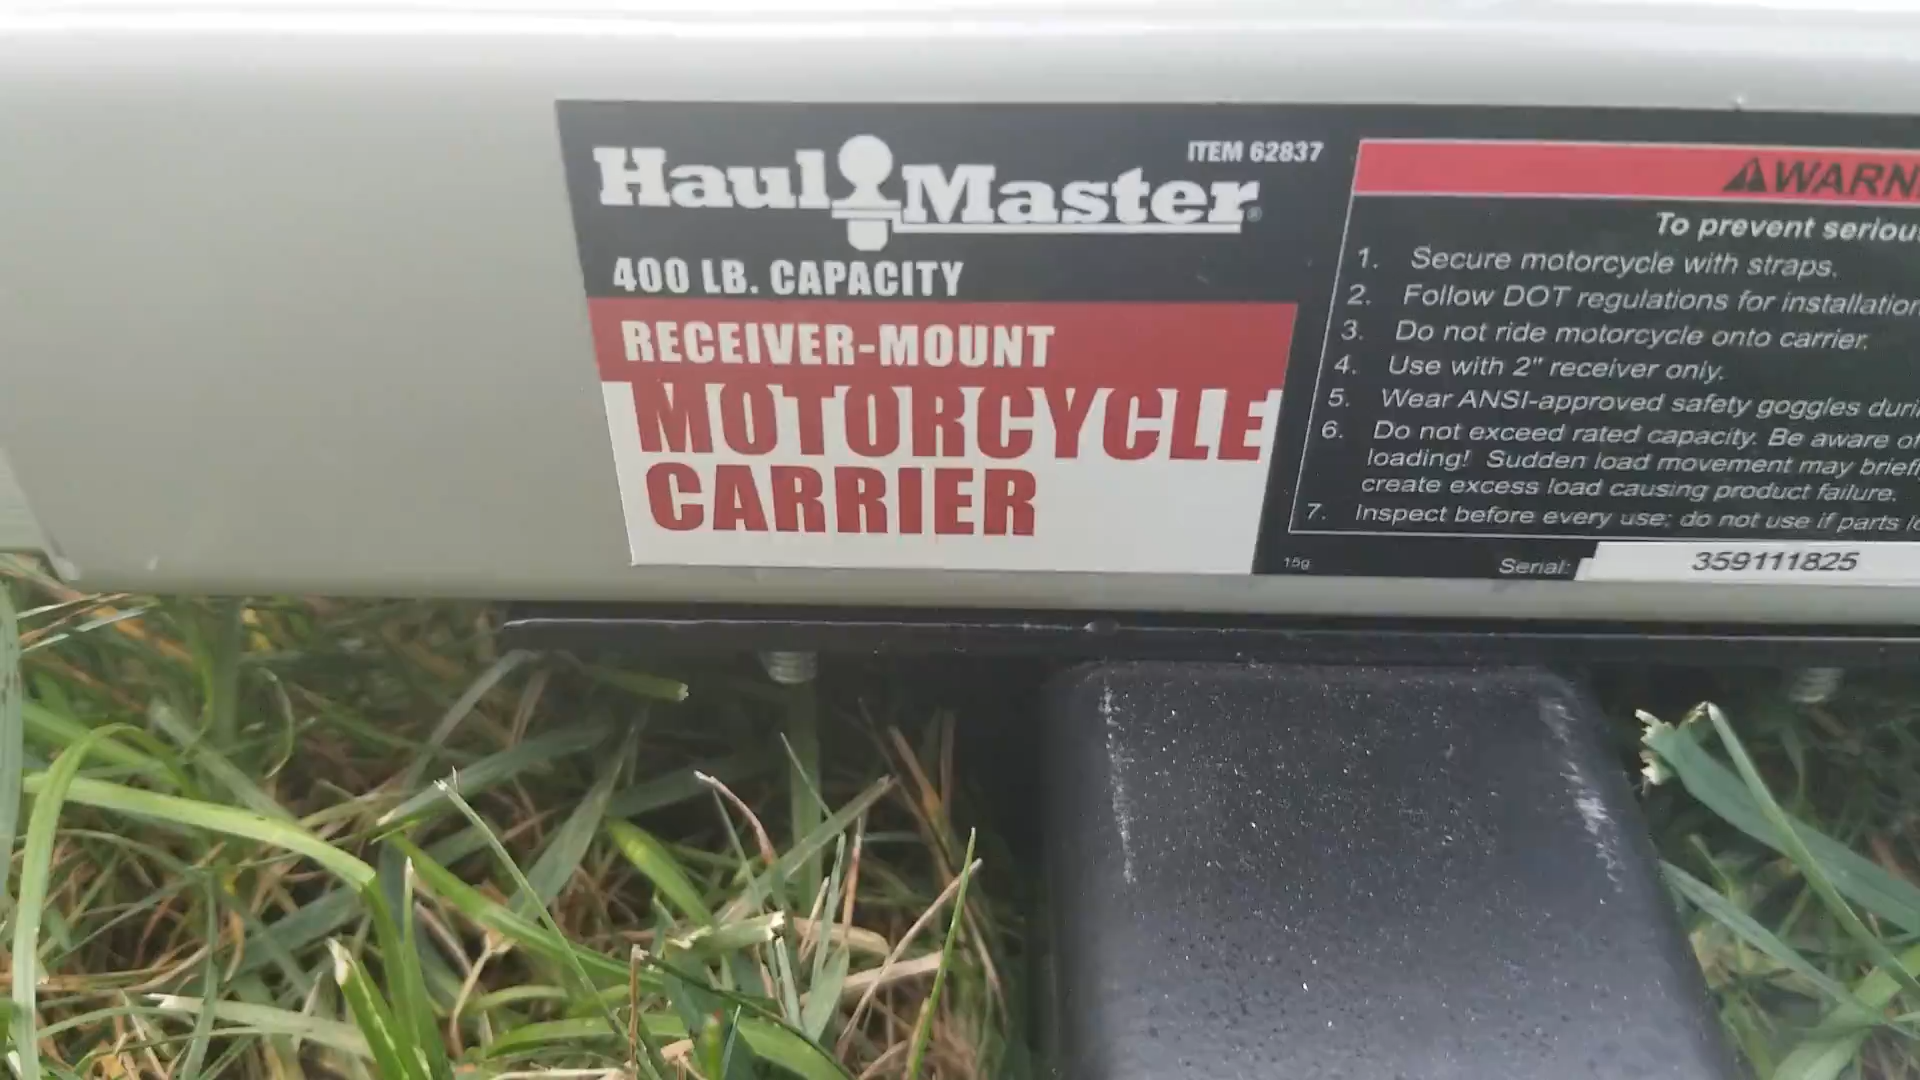 Haul Master®
ITEM 62837
400 LB. CAPACITY
RECEIVER-MOUNT
MOTORCYCLE
CARRIER
To prevent
1. Secure motorcycle with straps.
2. Follow DOT regulations for installation
3. Do not ride motorcycle onto carrier.
4. Use with 2" receiver only.
5. Wear ANSI-approved safety goggles
6. Do not exceed rated capacity. Be aware of
loading! Sudden load movement may
create excess load causing product failure.
7. Inspect before every use; do not use if parts
15g
Serial: 359111825